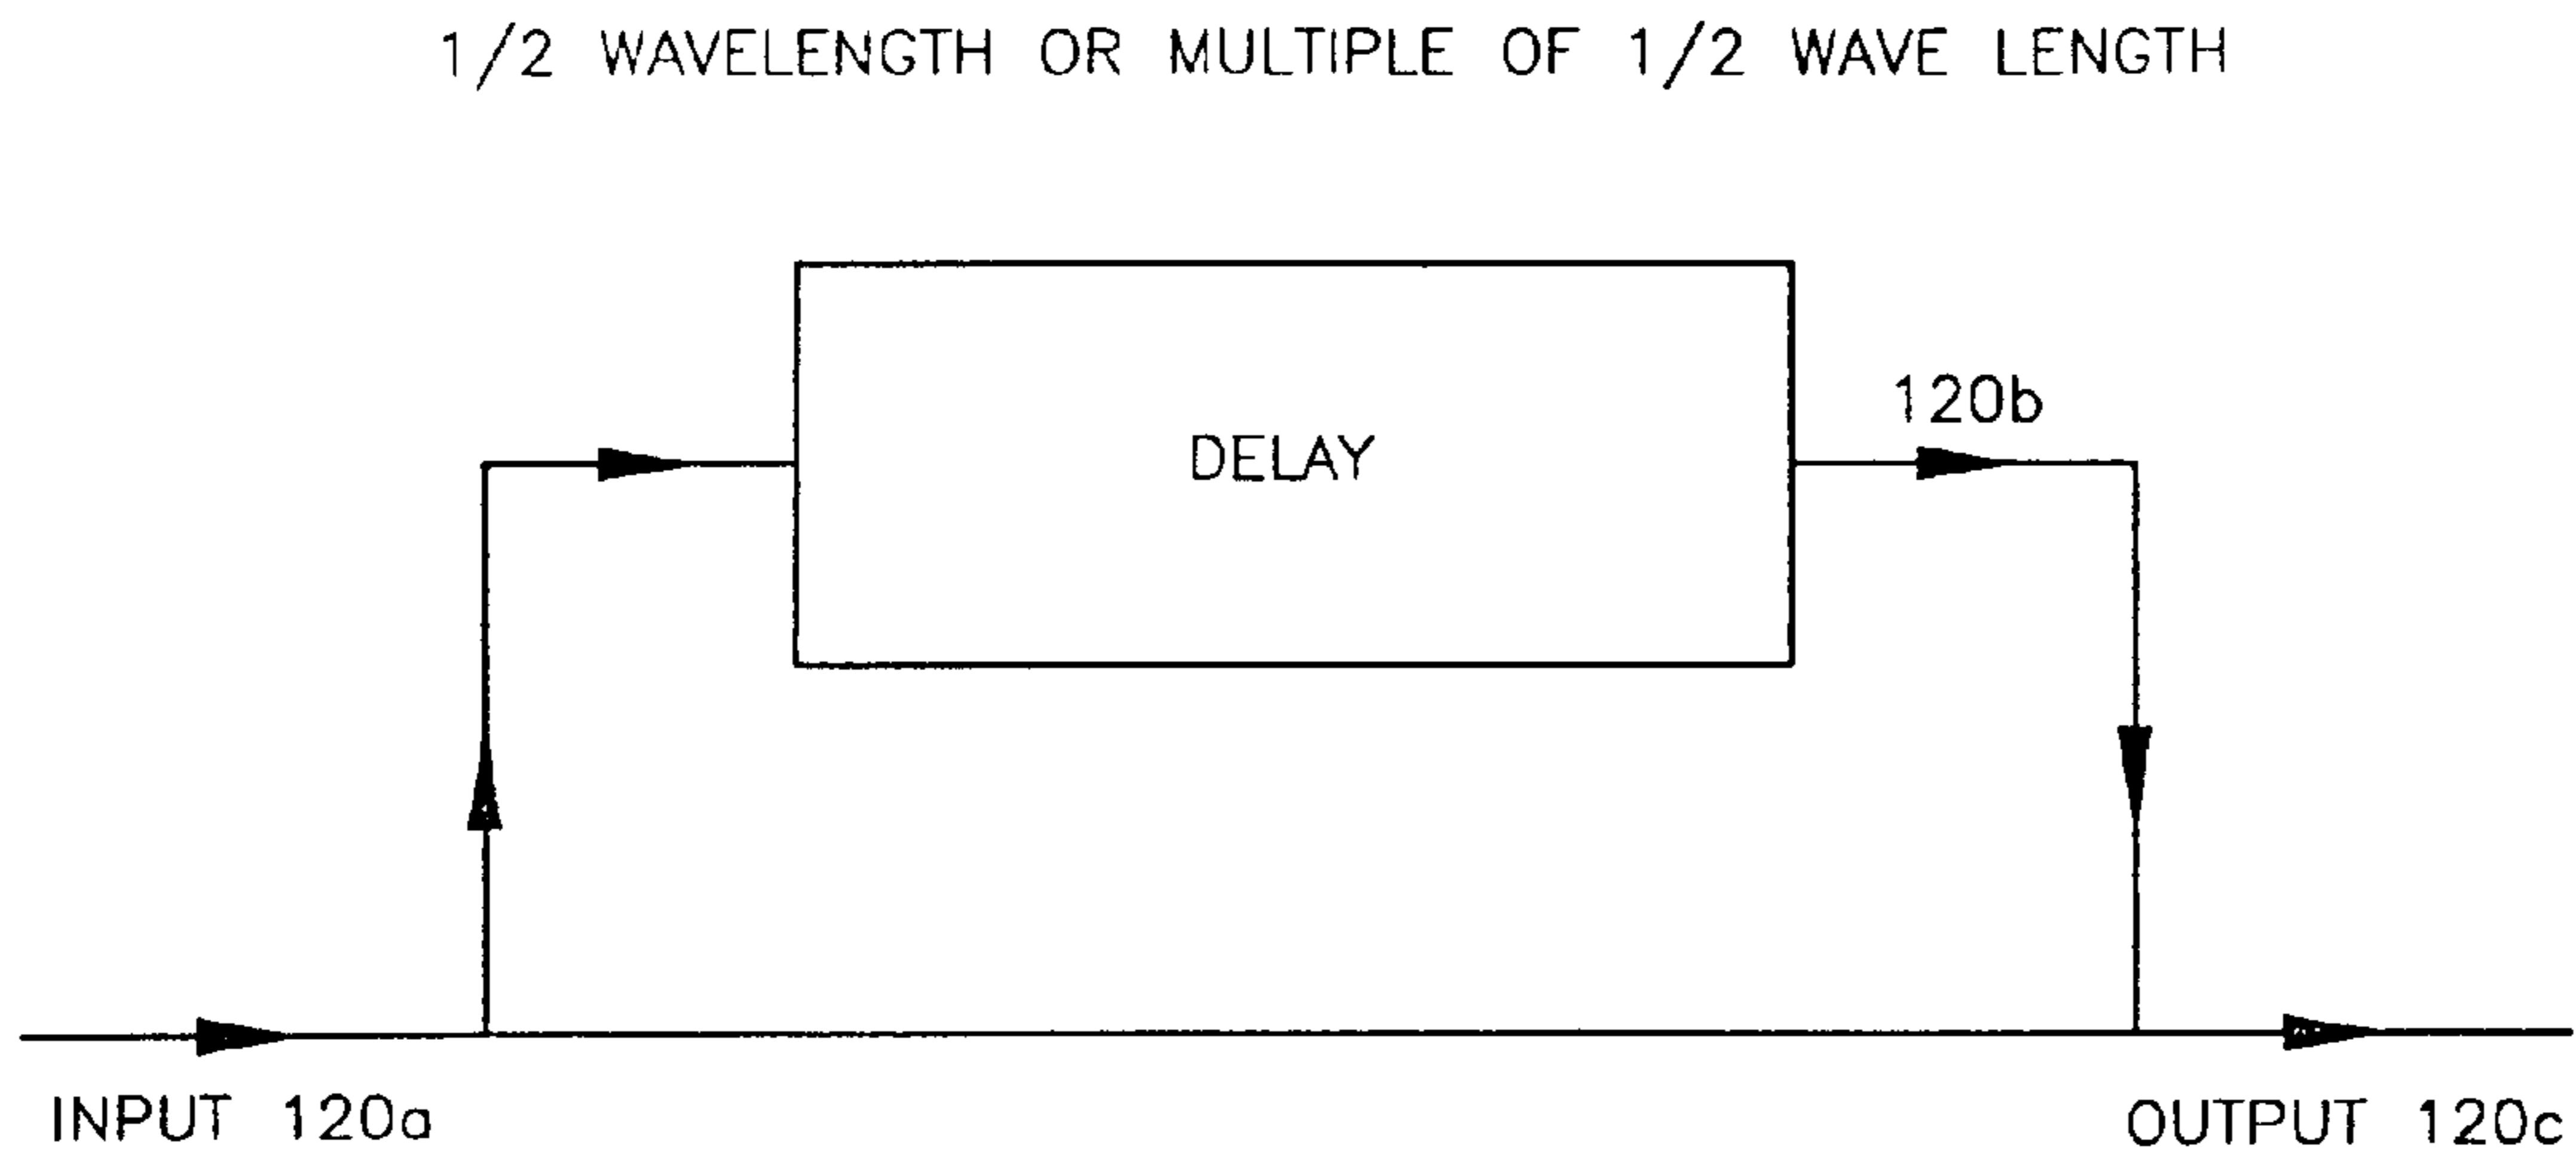 1/2 WAVELENGTH OR MULTIPLE OF 1/2 WAVE LENGTH
120b
DELAY
INPUT 120a
OUTPUT 120c